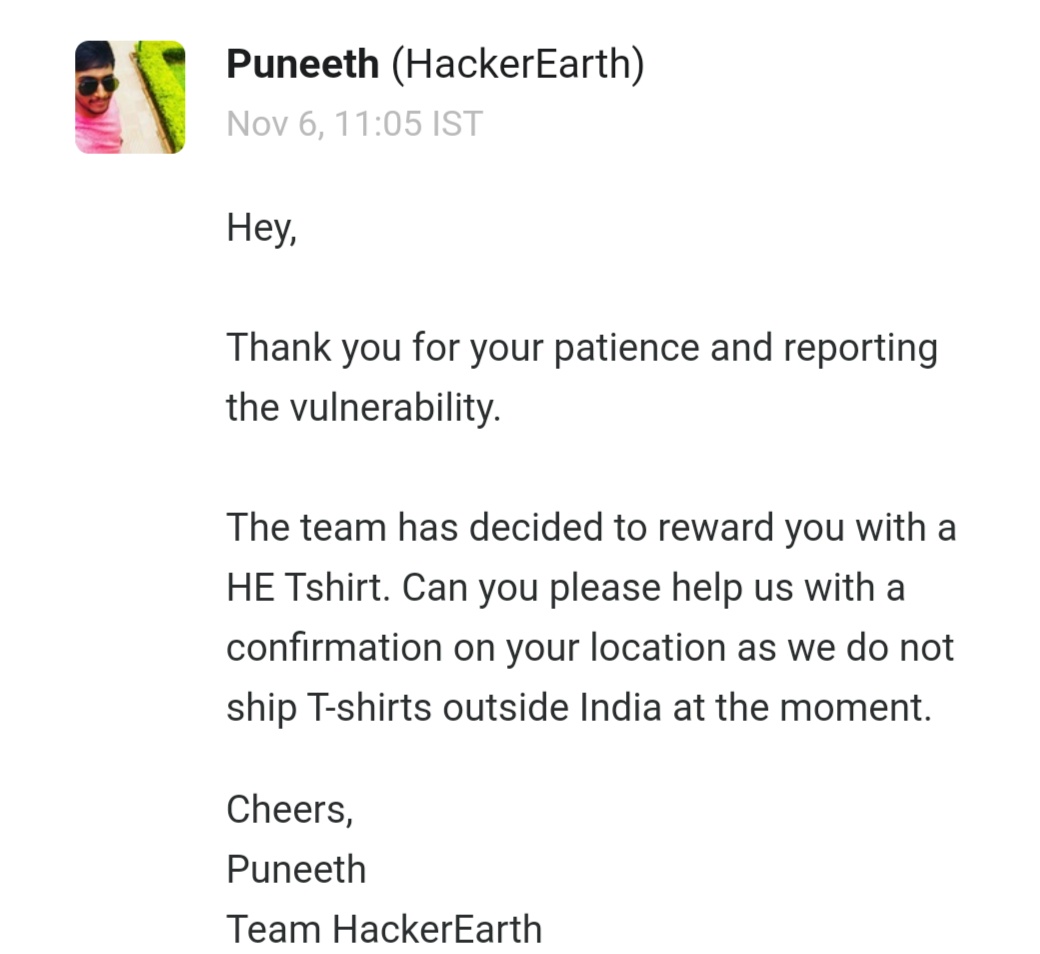 Puneeth (HackerEarth)
Nov 6, 11:05 IST
Hey,
Thank you for your patience and reporting
the vulnerability.
The team has decided to reward you with a
HE Tshirt. Can you please help us with a
confirmation on your location as we do not
ship T-shirts outside India at the moment.
Cheers,
Puneeth
Team HackerEarth